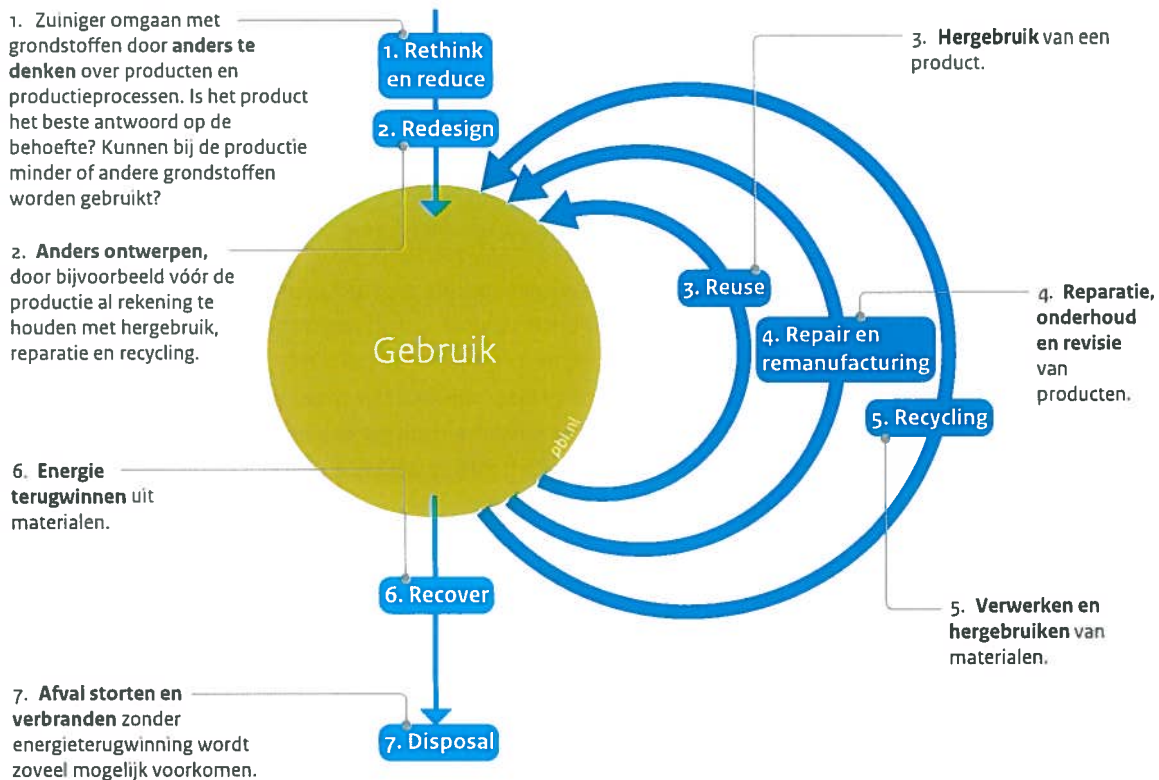 1. Zuiniger omgaan met
grondstoffen door anders te
denken over producten en
productieprocessen. Is het product
het beste antwoord op de
behoefte? Kunnen bij de productie
minder of andere grondstoffen
worden gebruikt?
2. Anders ontwerpen,
door bijvoorbeeld vóór de
productie al rekening te
houden met hergebruik,
reparatie en recycling.
1. Rethink
en reduce
2. Redesign
Gebruik
pbl.nl
3. Reuse
3. Hergebruik van een
product.
4. Repair en
remanufacturing
4. Reparatie,
onderhoud
en revisie
van
producten.
5. Recycling
5. Verwerken en
hergebruiken van
materialen.
6. Energie
terugwinnen uit
materialen.
6. Recover
7. Afval storten en
verbranden zonder
energieterugwinning wordt
zoveel mogelijk voorkomen.
7. Disposal